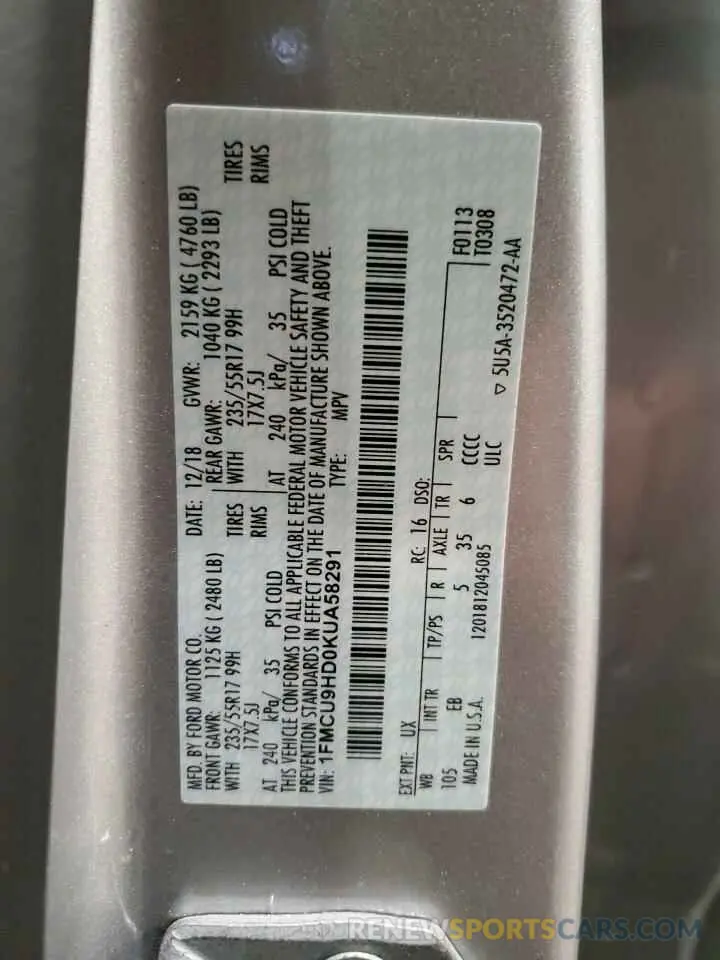 MFD. BY FORD MOTOR CO. DATE: 12/18 GVWR: 2159 KG ( 4760 LB)
FRONT GAWR: 1125 KG ( 2480 LB) REAR GAWR: 1040 KG ( 2293 LB)
WITH 235/55R17 99H TIRES WITH 235/55R17 99H TIRES
17X7.5J RIMS 17X7.5J RIMS
AT 240 kPa/ 35 PSI COLD AT 240 kPa/ 35 PSI COLD
THIS VEHICLE CONFORMS TO ALL APPLICABLE FEDERAL MOTOR VEHICLE SAFETY AND THEFT
PREVENTION STANDARDS IN EFFECT ON THE DATE OF MANUFACTURE SHOWN ABOVE.
VIN: 1FMCU9HD0KUA58291 TYPE: MPV
EXT PNT: UX RC: 16 DSO: F0113
WB INT TR TP/PS R AXLE TR SPR T0308
105 EB 5 35 6 CCCC
MADE IN U.S.A. 1201812045085 ULC ▽ 5U5A-3520472-AA
RENEWSPORTSCARS.COM